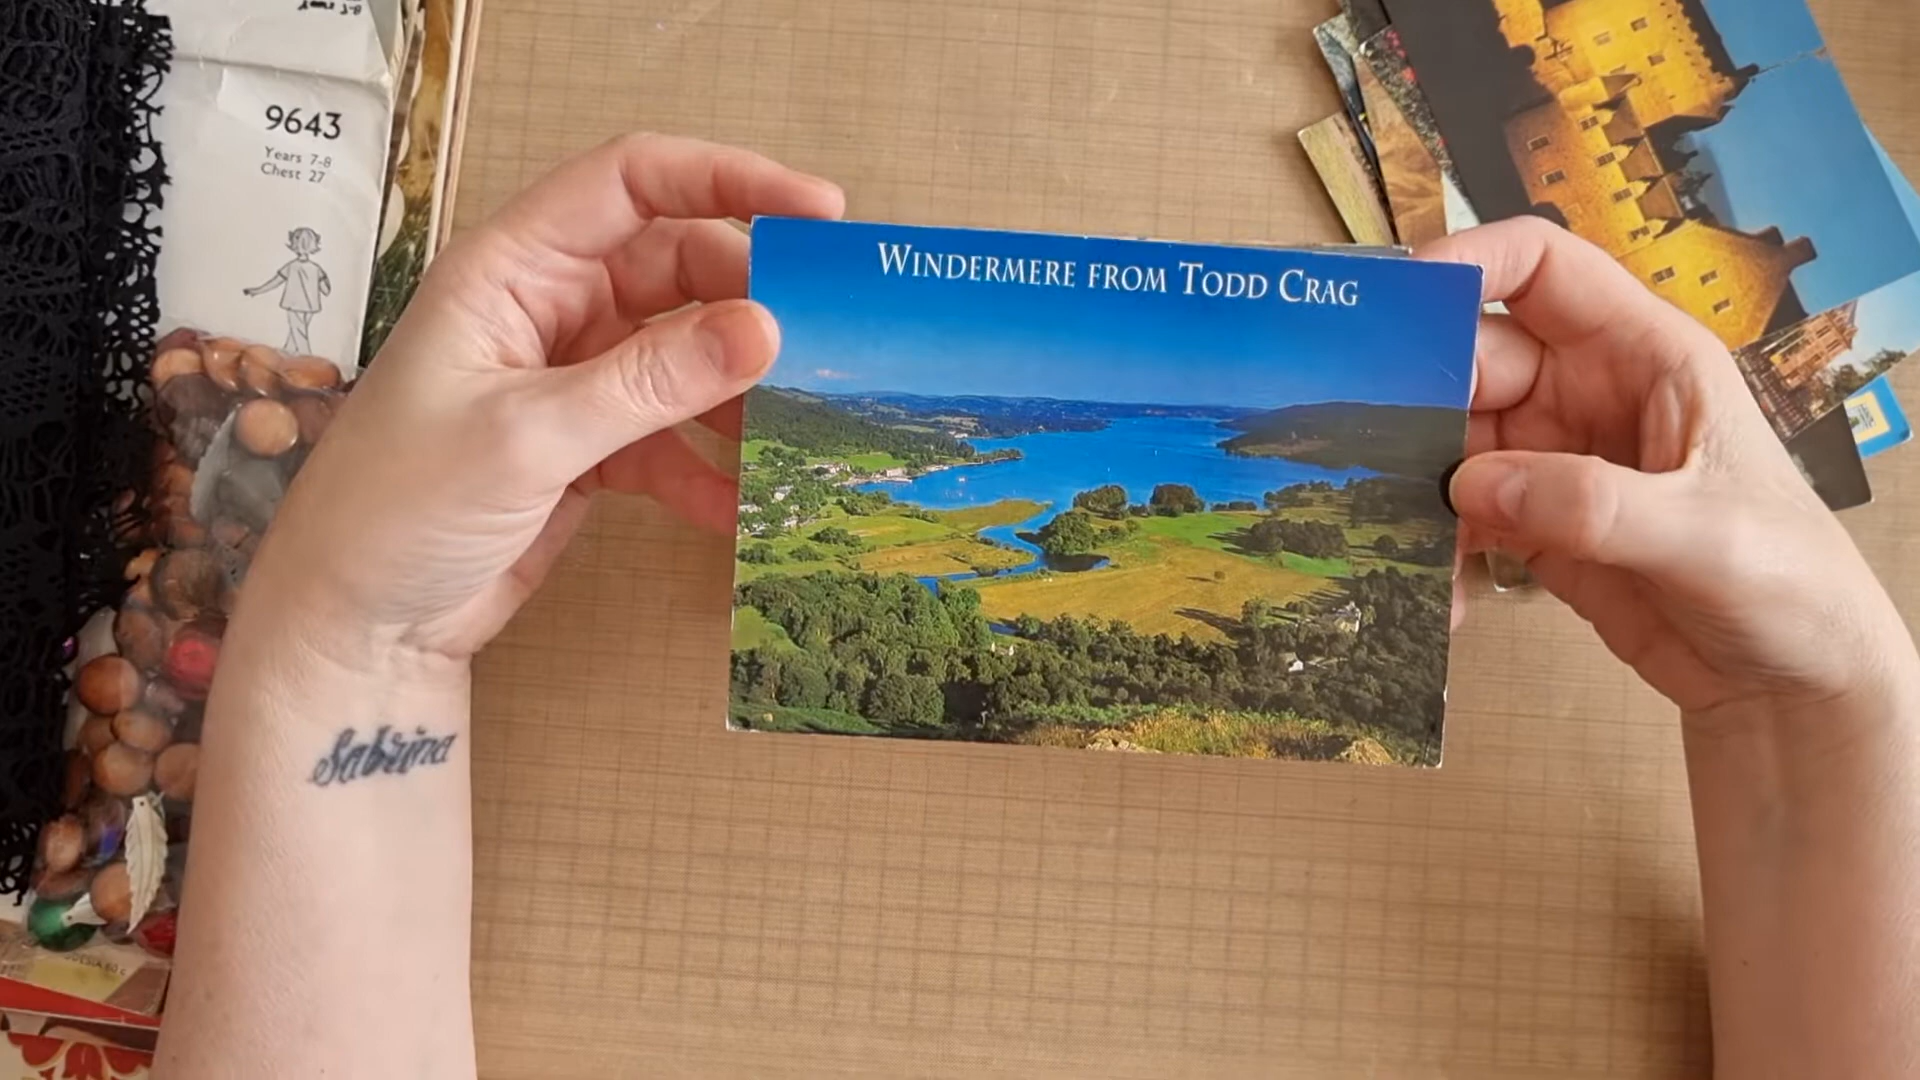 9643
Years 7-8
Chest 27
WINDERMERE FROM TODD CRAG
Sabrina